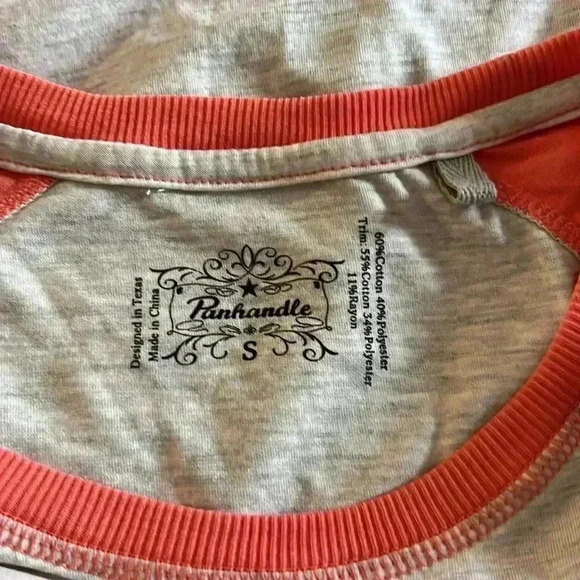 Panhandle
S
Designed in Texas
Made in China
60%Cotton 40%Polyester
Trim: 55%Cotton 34%Polyester
11%Rayon